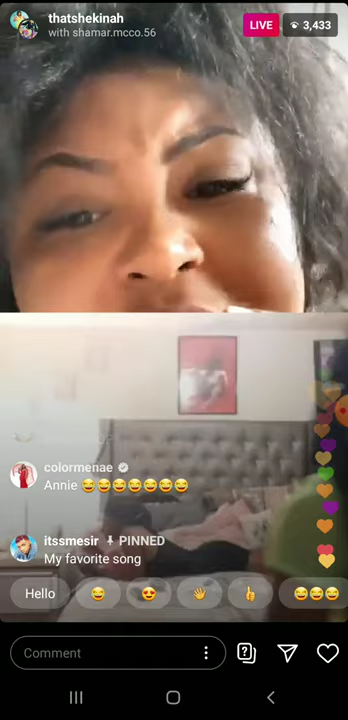 thatshekinah
LIVE
3,433
with shamar.mcco.56
colormenae
Annie 😂😂😂😂😂😂😂
itssmesir PINNED
My favorite song
Hello 😅 😍 👋 👍 😂😂😂
Comment